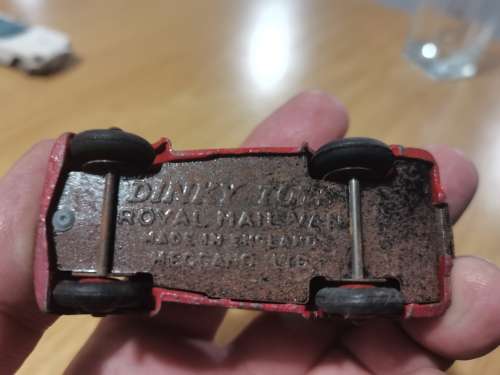 DINKY TOYS
ROYAL MAIL VAN
MADE IN ENGLAND
MECCANO LTD